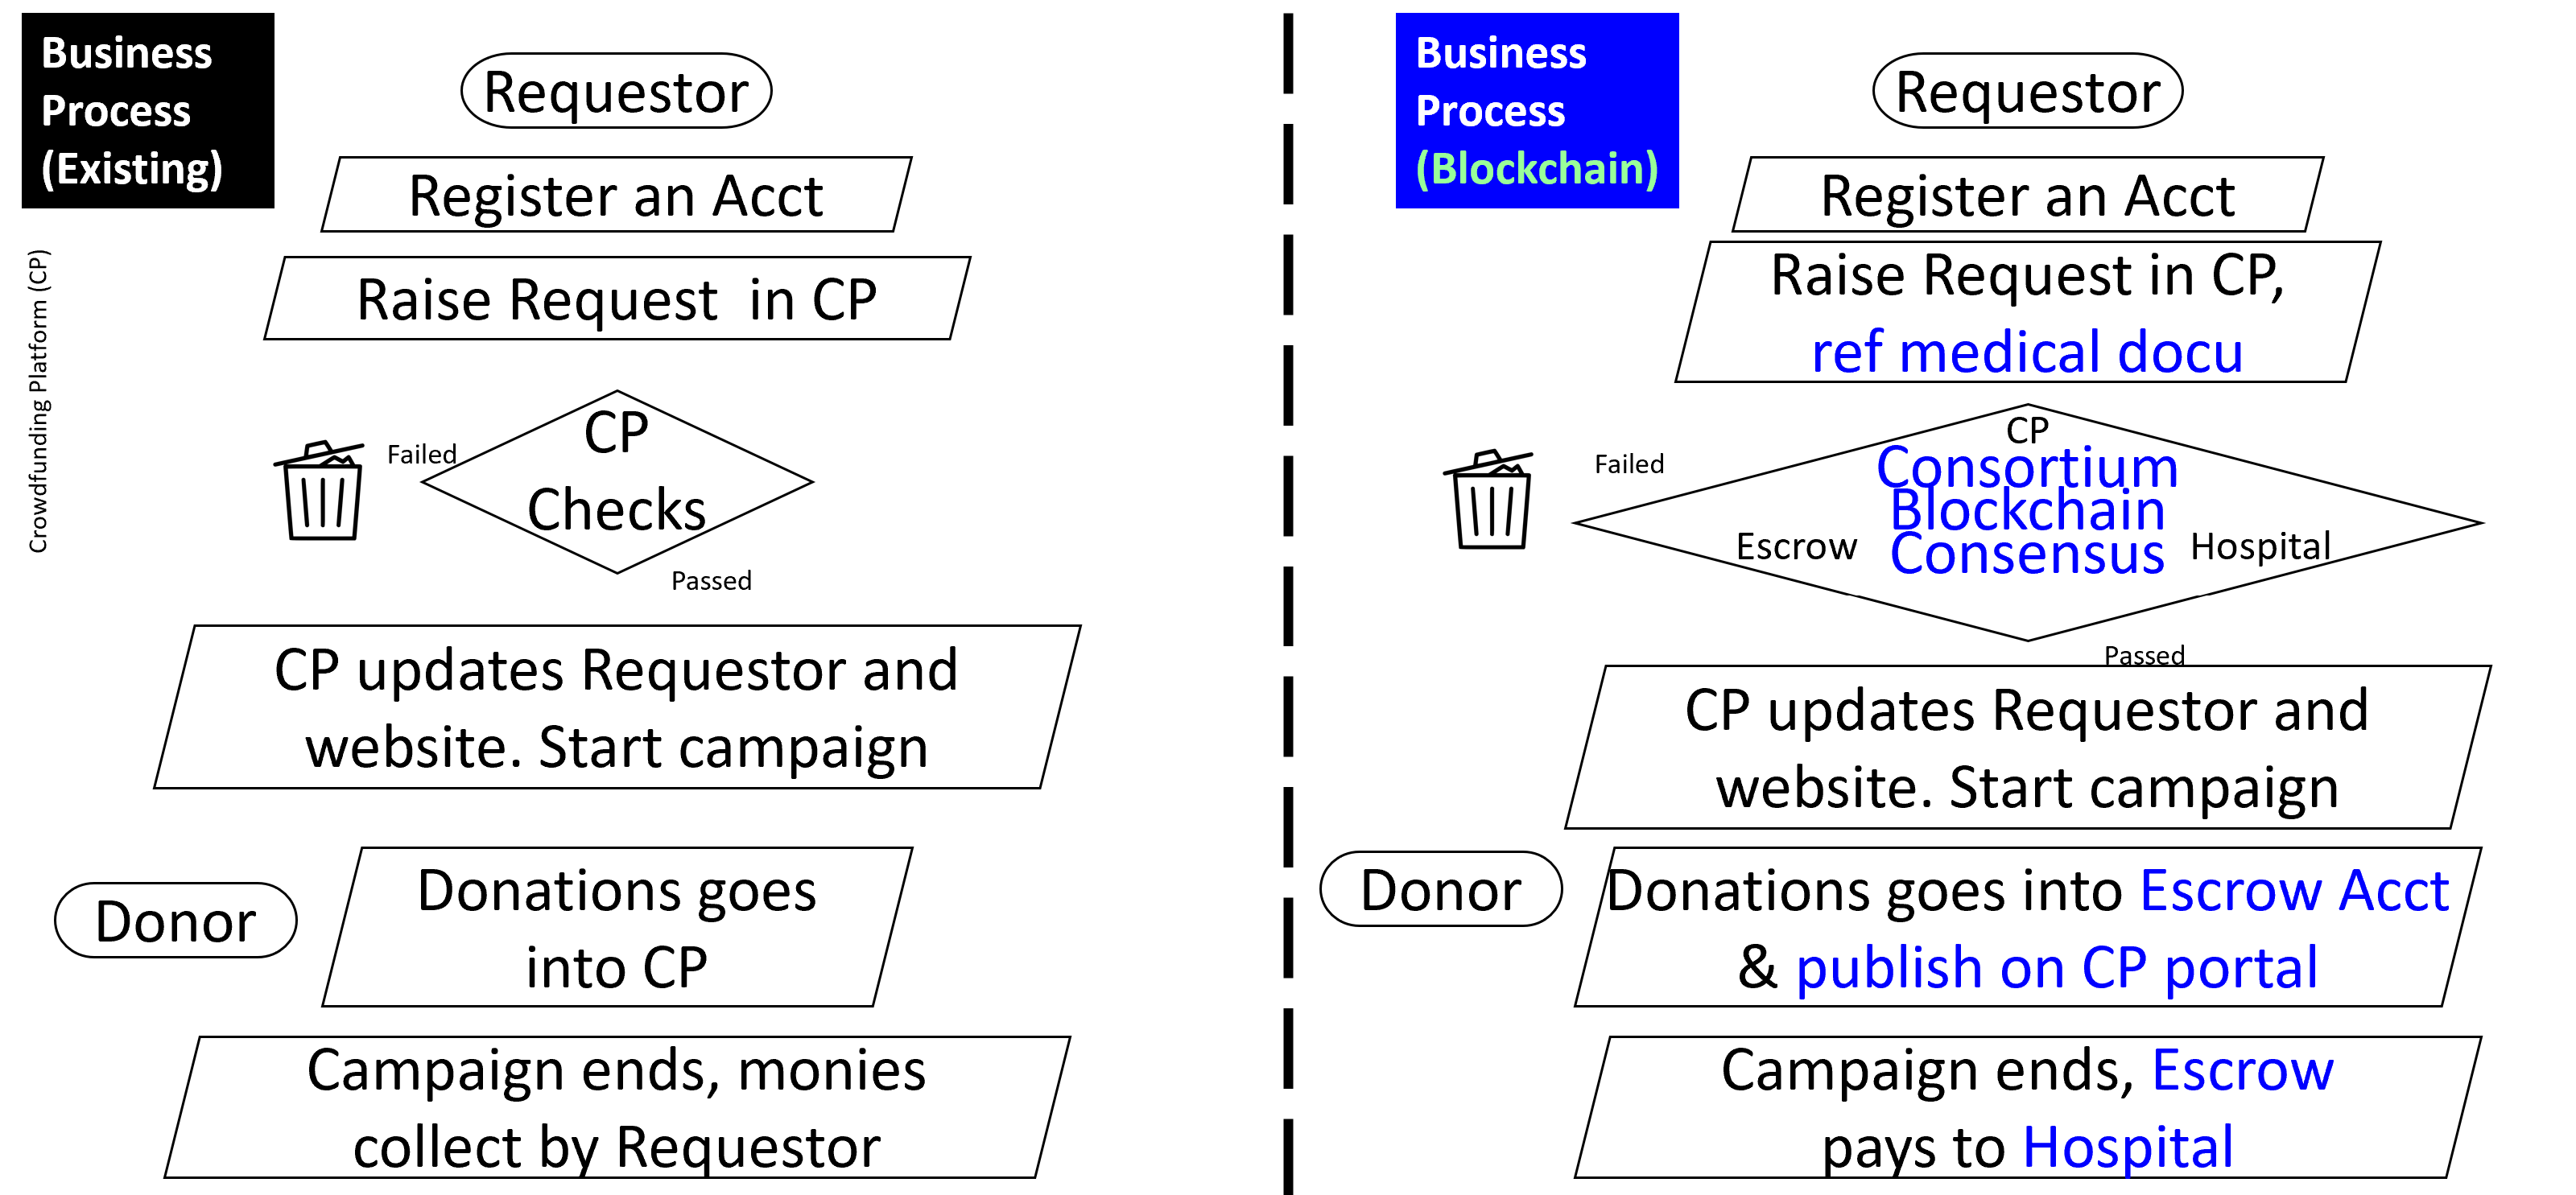 Business
Process
(Existing)
Crowdfunding Platform (CP)
Requestor
Register an Acct
Raise Request in CP
CP
Checks
Failed
Passed
CP updates Requestor and
website. Start campaign
Donor
Donations goes
into CP
Campaign ends, monies
collect by Requestor
Business
Process
(Blockchain)
Requestor
Register an Acct
Raise Request in CP,
ref medical docu
CP
Consortium
Blockchain
Consensus
Escrow
Hospital
Failed
Passed
CP updates Requestor and
website. Start campaign
Donor
Donations goes into Escrow Acct
& publish on CP portal
Campaign ends, Escrow
pays to Hospital